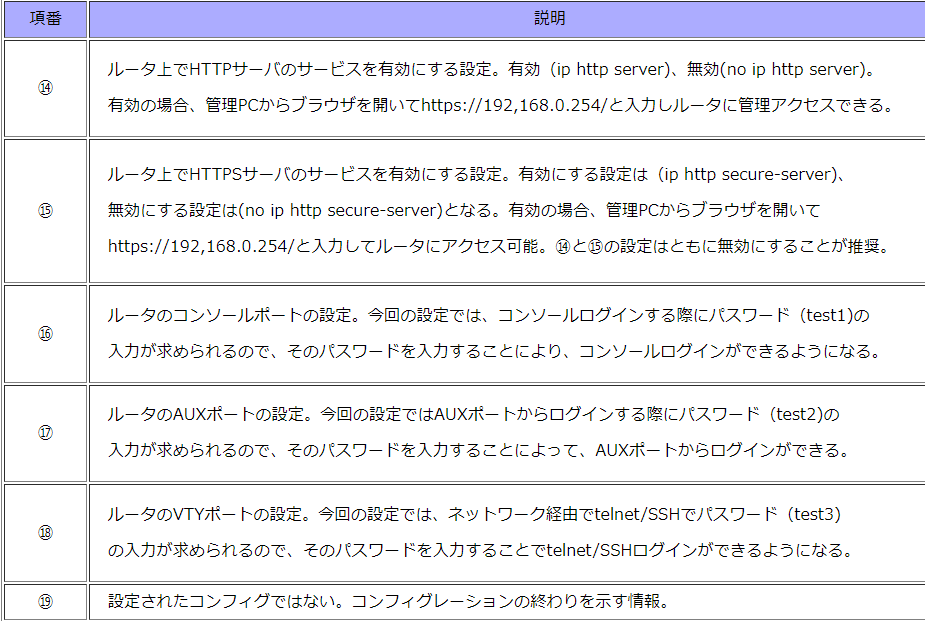 項番 説明
⑭
ルータ上でHTTPサーバのサービスを有効にする設定。有効（ip http server)、無効(no ip http server)。
有効の場合、管理PCからブラウザを開いてhttps://192,168.0.254/と入力しルータに管理アクセスできる。
⑮
ルータ上でHTTPSサーバのサービスを有効にする設定。有効にする設定は（ip http secure-server)、
無効にする設定は(no ip http secure-server)となる。有効の場合、管理PCからブラウザを開いて
https://192,168.0.254/と入力してルータにアクセス可能。⑭と⑮の設定はともに無効にすることが推奨。
⑯
ルータのコンソールポートの設定。今回の設定では、コンソールログインする際にパスワード（test1)の
入力が求められるので、そのパスワードを入力することにより、コンソールログインができるようになる。
⑰
ルータのAUXポートの設定。今回の設定ではAUXポートからログインする際にパスワード（test2)の
入力が求められるので、そのパスワードを入力することによって、AUXポートからログインができる。
⑱
ルータのVTYポートの設定。今回の設定では、ネットワーク経由でtelnet/SSHでパスワード（test3)
の入力が求められるので、そのパスワードを入力することでtelnet/SSHログインができるようになる。
⑲
設定されたコンフィグではない。コンフィグレーションの終わりを示す情報。